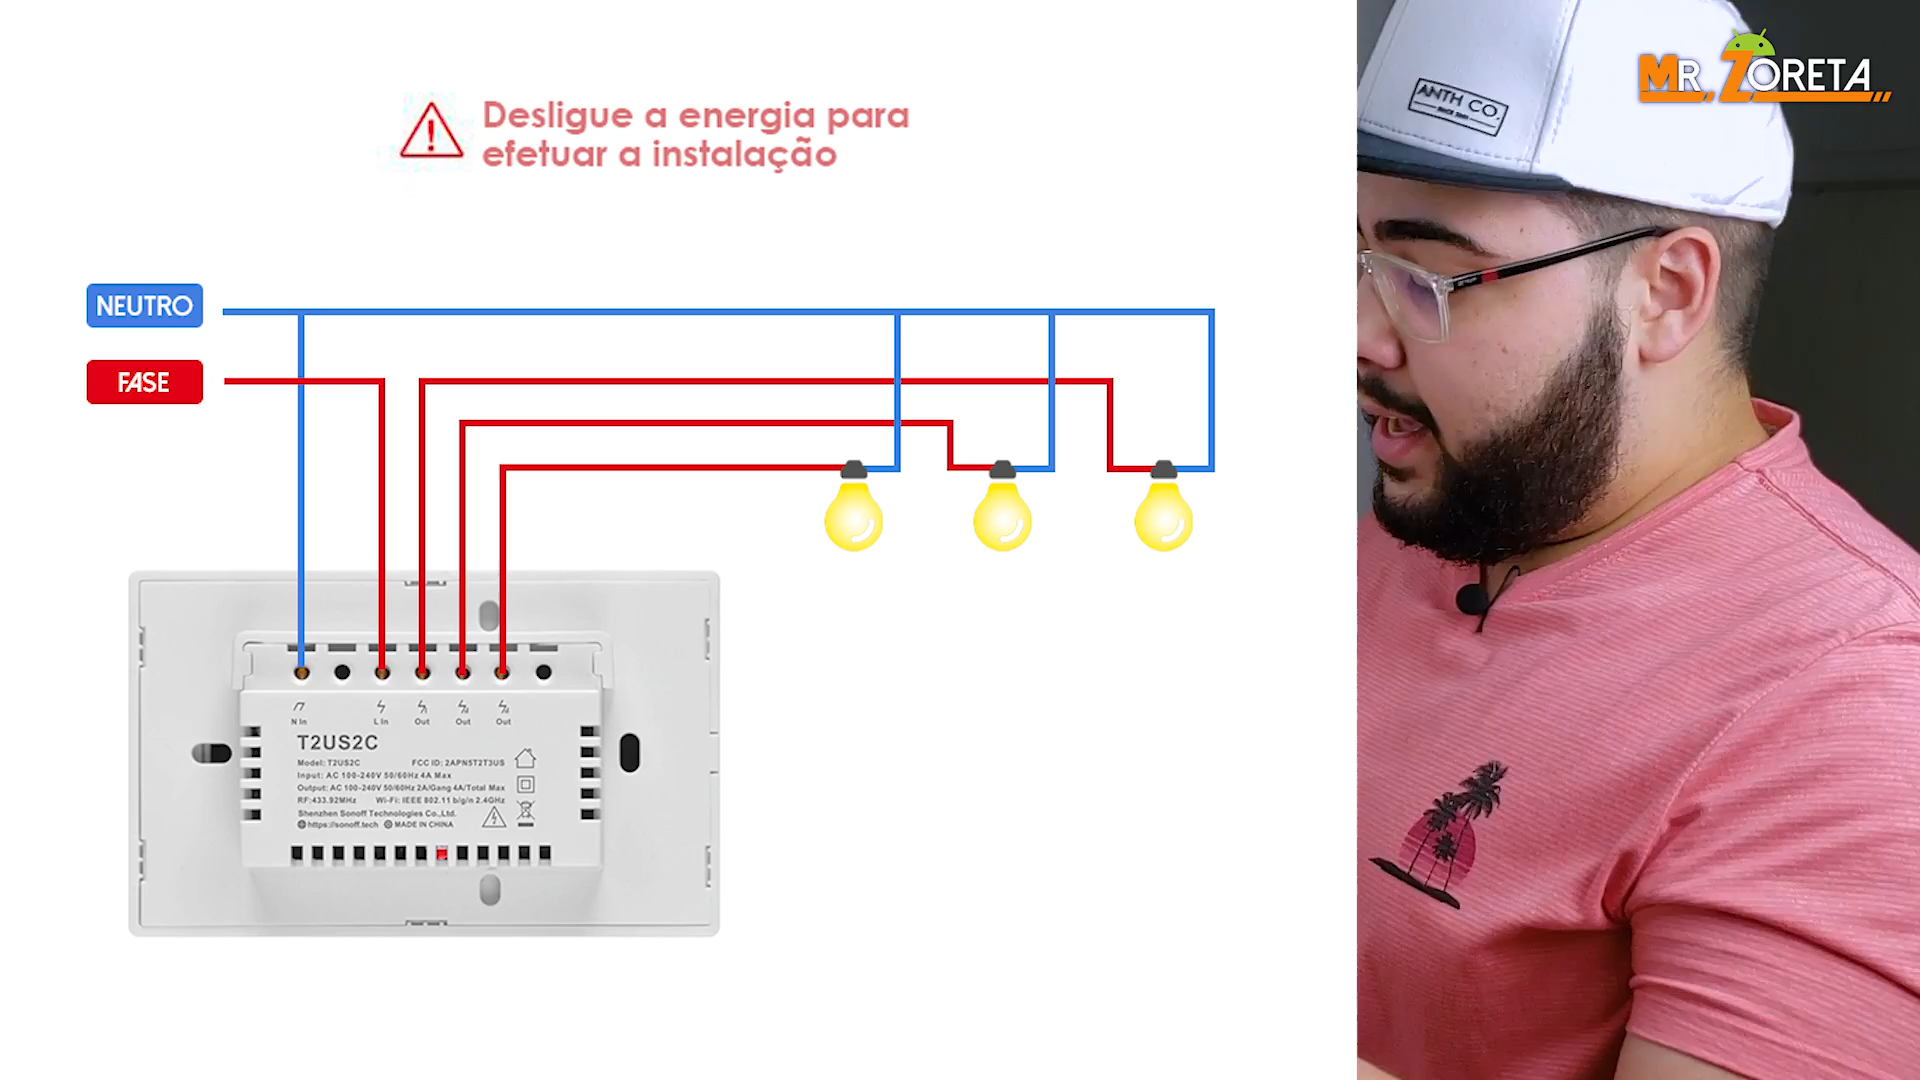 Desligue a energia para
efetuar a instalação
NEUTRO
FASE
N In
L In
Out
Out
Out
T2US2C
Model: T2US2C FCC ID: 2APN5T2T3US
Input: AC 100-240V 50/60Hz 4A Max
Output: AC 100-240V 50/60Hz 2A/Gang 4A/Total Max
RF:433.92MHz Wi-Fi: IEEE 802.11 b/g/n 2.4GHz
Shenzhen Sonoff Technologies Co.,Ltd.
https://sonoff.tech MADE IN CHINA
ANTH CO.
MR. ZORETA